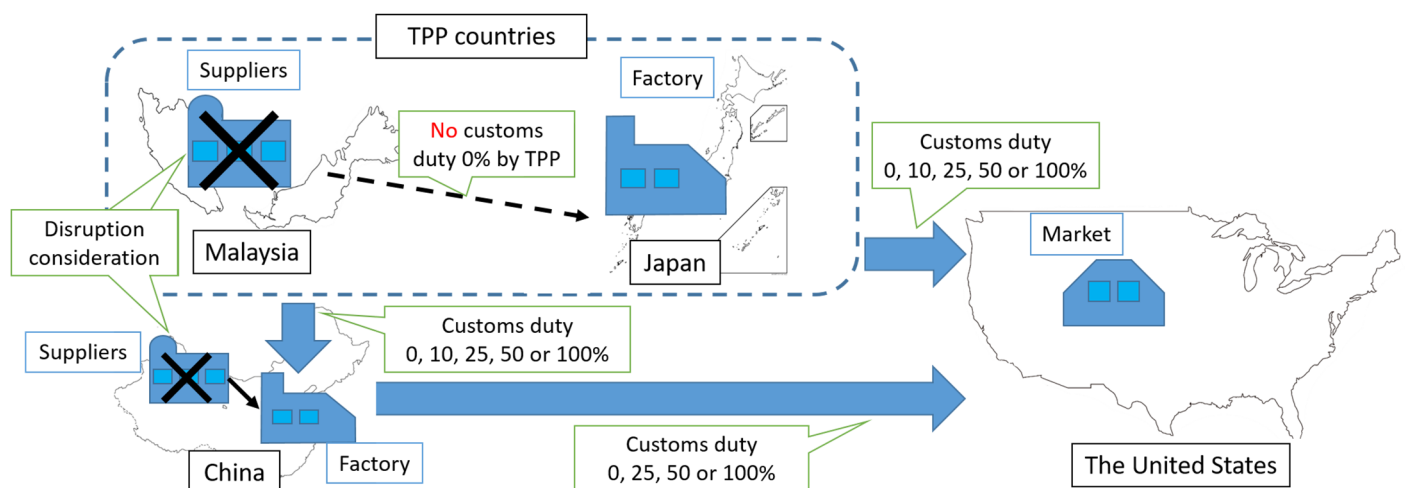 TPP countries
Suppliers
Factory
No customs
duty 0% by TPP
Customs duty
0, 10, 25, 50 or 100%
Disruption
consideration
Malaysia
Japan
Market
Suppliers
Customs duty
0, 10, 25, 50 or 100%
China
Factory
Customs duty
0, 25, 50 or 100%
The United States